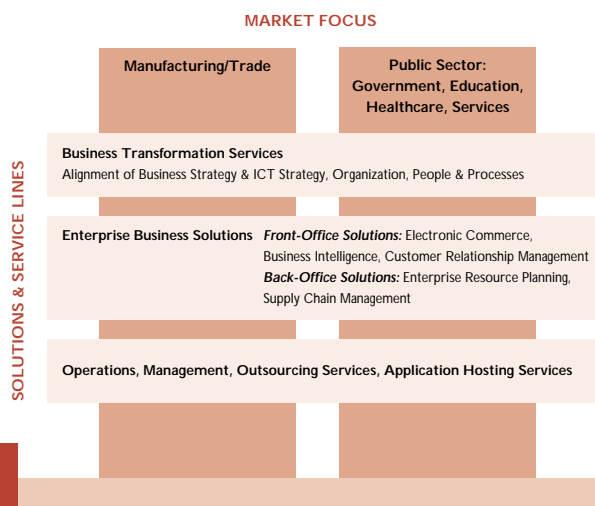 MARKET FOCUS
Manufacturing/Trade
Public Sector:
Government, Education,
Healthcare, Services
SOLUTIONS & SERVICE LINES
Business Transformation Services
Alignment of Business Strategy & ICT Strategy, Organization, People & Processes
Enterprise Business Solutions Front-Office Solutions: Electronic Commerce,
Business Intelligence, Customer Relationship Management
Back-Office Solutions: Enterprise Resource Planning,
Supply Chain Management
Operations, Management, Outsourcing Services, Application Hosting Services